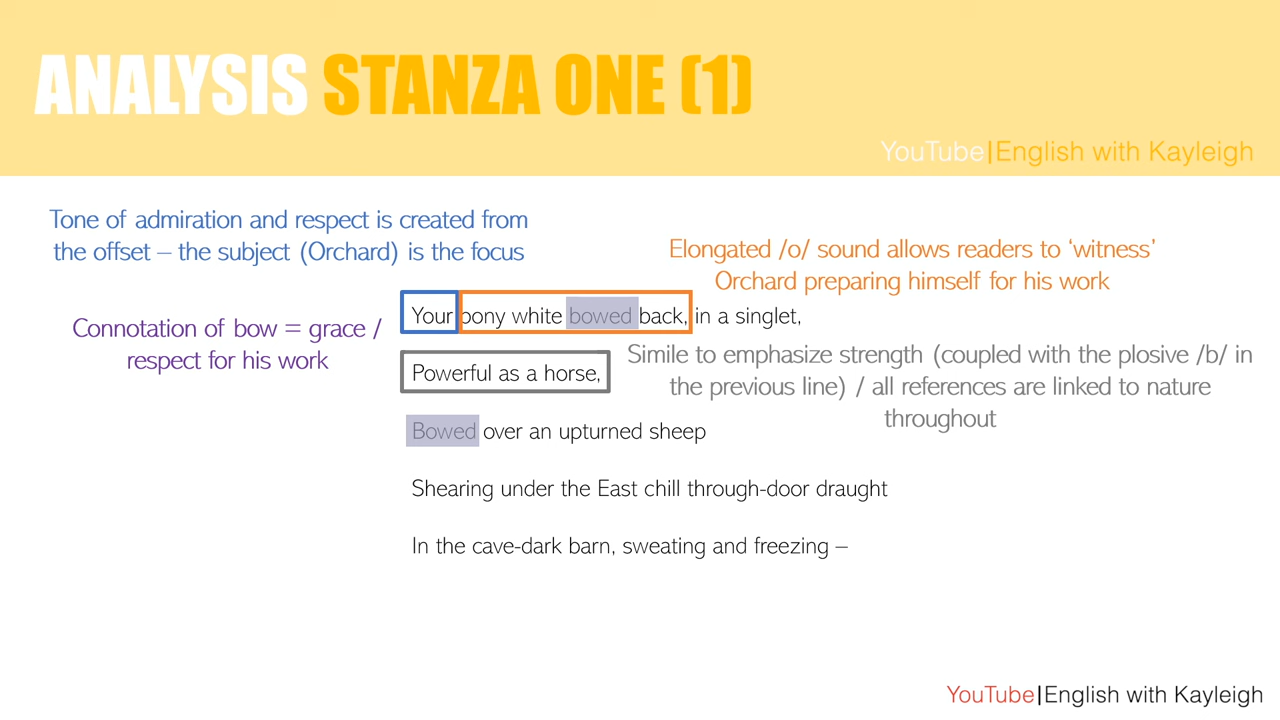 ANALYSIS STANZA ONE (1)
YouTube|English with Kayleigh
Tone of admiration and respect is created from
the offset – the subject (Orchard) is the focus
Elongated /o/ sound allows readers to ‘witness’
Orchard preparing himself for his work
Connotation of bow = grace /
respect for his work
Your pony white bowed back, in a singlet,
Simile to emphasize strength (coupled with the plosive /b/ in
the previous line) / all references are linked to nature
throughout
Powerful as a horse,
Bowed over an upturned sheep
Shearing under the East chill through-door draught
In the cave-dark barn, sweating and freezing –
YouTube|English with Kayleigh